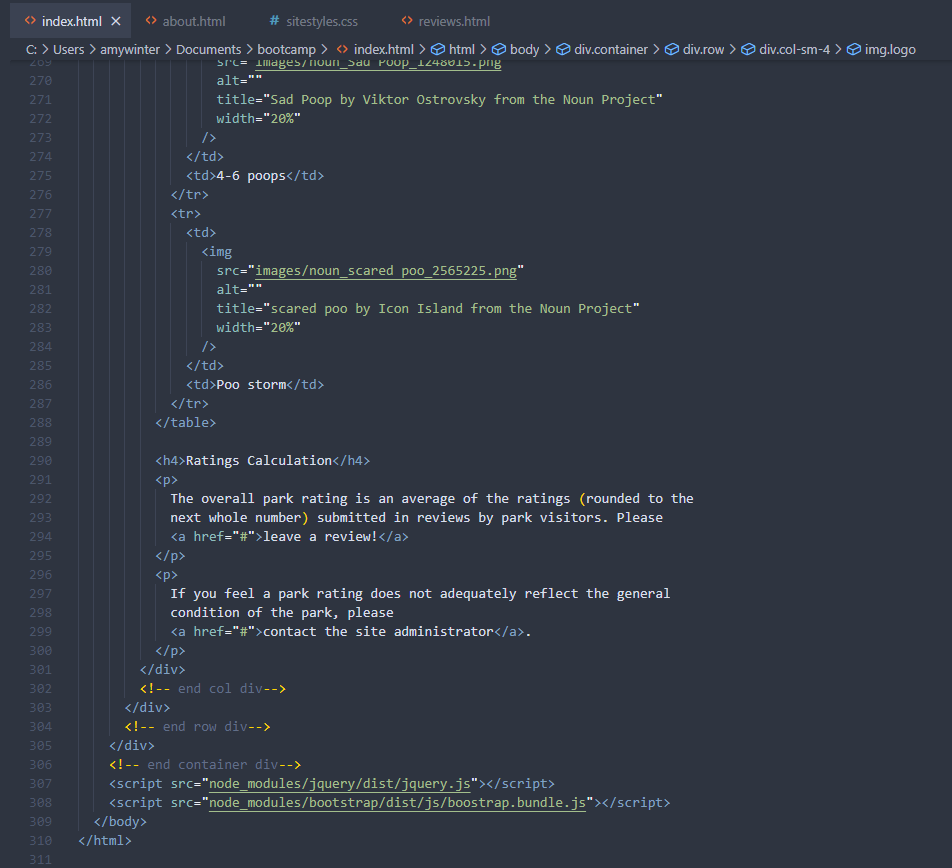 <> index.html × <> about.html # sitestyles.css <> reviews.html
C: > Users > amywinter > Documents > bootcamp > <> index.html > html > body > div.container > div.row > div.col-sm-4 > img.logo
269 src="images/noun_Sad Poop_1248015.png
270 alt=""
271 title="Sad Poop by Viktor Ostrovsky from the Noun Project"
272 width="20%"
273 />
274 </td>
275 <td>4-6 poops</td>
276 </tr>
277 <tr>
278 <td>
279 <img
280 src="images/noun_scared poo_2565225.png"
281 alt=""
282 title="scared poo by Icon Island from the Noun Project"
283 width="20%"
284 />
285 </td>
286 <td>Poo storm</td>
287 </tr>
288 </table>
289
290 <h4>Ratings Calculation</h4>
291 <p>
292 The overall park rating is an average of the ratings (rounded to the
293 next whole number) submitted in reviews by park visitors. Please
294 <a href="#">leave a review!</a>
295 </p>
296 <p>
297 If you feel a park rating does not adequately reflect the general
298 condition of the park, please
299 <a href="#">contact the site administrator</a>.
300 </p>
301 </div>
302 <!-- end col div-->
303 </div>
304 <!-- end row div-->
305 </div>
306 <!-- end container div-->
307 <script src="node_modules/jquery/dist/jquery.js"></script>
308 <script src="node_modules/bootstrap/dist/js/boostrap.bundle.js"></script>
309 </body>
310 </html>
311